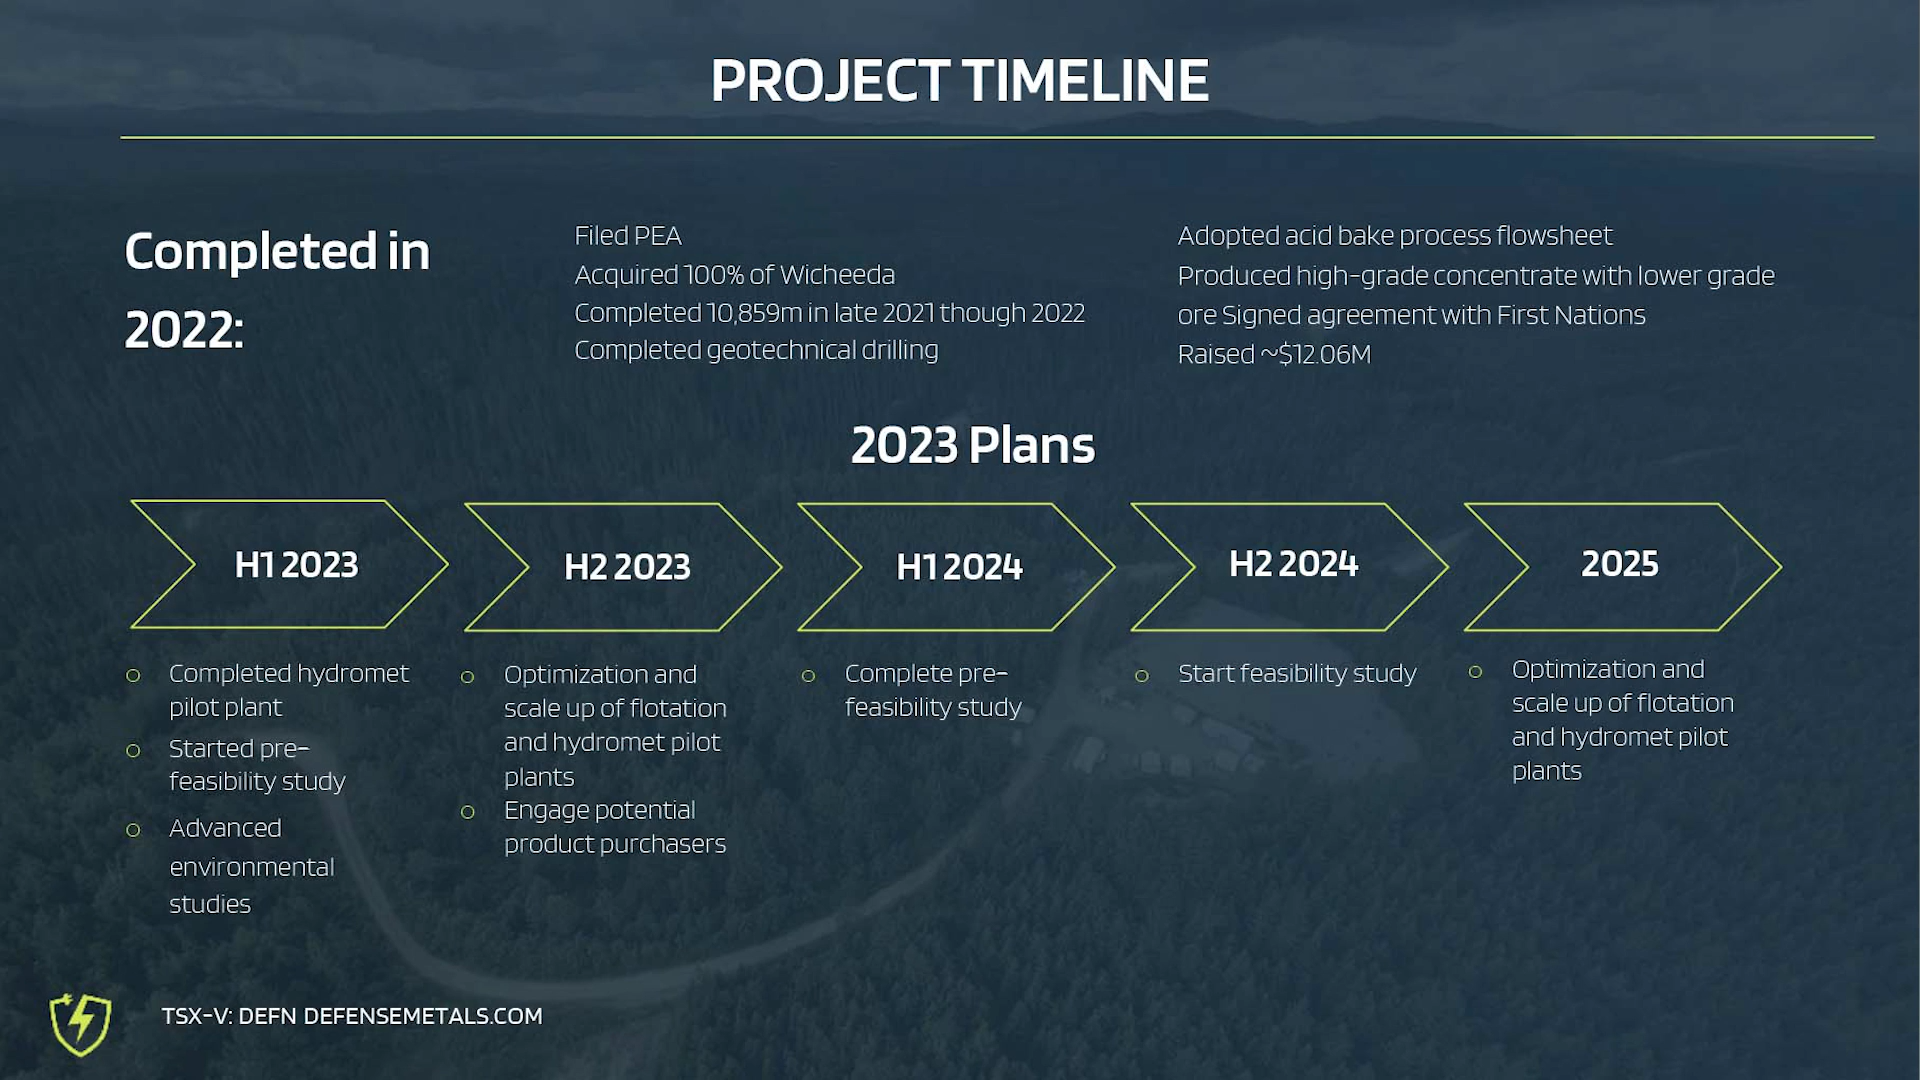 PROJECT TIMELINE
Completed in
2022:
Filed PEA
Acquired 100% of Wicheeda
Completed 10,859m in late 2021 though 2022
Completed geotechnical drilling
Adopted acid bake process flowsheet
Produced high-grade concentrate with lower grade
ore Signed agreement with First Nations
Raised ~$12.06M
2023 Plans
H1 2023
H2 2023
H1 2024
H2 2024
2025
Completed hydromet
pilot plant
Started pre-
feasibility study
Advanced
environmental
studies
Optimization and
scale up of flotation
and hydromet pilot
plants
Engage potential
product purchasers
Complete pre-
feasibility study
Start feasibility study
Optimization and
scale up of flotation
and hydromet pilot
plants
TSX-V: DEFN DEFENSEMETALS.COM